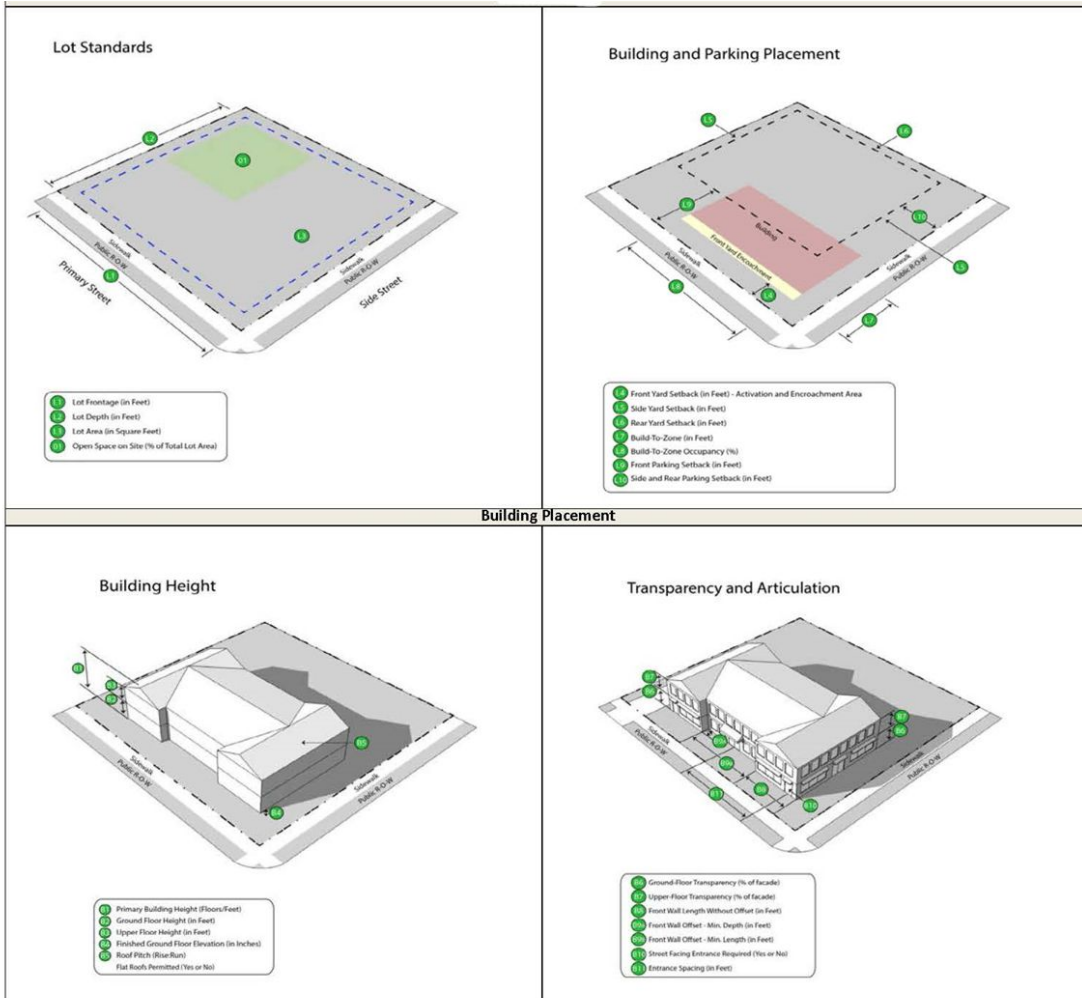 Lot Standards
L2
01
L3
Sidewalk
Public R-O-W
L1
Primary Street
Sidewalk
Public R-O-W
Side Street
L1 Lot Frontage (in Feet)
L2 Lot Depth (in Feet)
L3 Lot Area (in Square Feet)
01 Open Space on Site (% of Total Lot Area)
Building and Parking Placement
L5
L6
L9
L10
Building
Front Yard Encroachment
Sidewalk
Public R-O-W
L8
L4
Sidewalk
Public R-O-W
L5
L7
L4 Front Yard Setback (in Feet) - Activation and Encroachment Area
L5 Side Yard Setback (in Feet)
L6 Rear Yard Setback (in Feet)
L7 Build-To-Zone (in Feet)
L8 Build-To-Zone Occupancy (%)
L9 Front Parking Setback (in Feet)
L10 Side and Rear Parking Setback (in Feet)
Building Placement
Building Height
B1
B3
B2
B5
B4
Sidewalk
Public R-O-W
Sidewalk
Public R-O-W
B1 Primary Building Height (Floors/Feet)
B2 Ground Floor Height (in Feet)
B3 Upper Floor Height (in Feet)
B4 Finished Ground Floor Elevation (in Inches)
B5 Roof Pitch (Rise:Run)
Flat Roofs Permitted (Yes or No)
Transparency and Articulation
B7
B6
B7
B6
Sidewalk
Public R-O-W
B9a
B9b
B8
B11
B10
Sidewalk
Public R-O-W
B6 Ground-Floor Transparency (% of facade)
B7 Upper-Floor Transparency (% of facade)
B8 Front Wall Length Without Offset (in Feet)
B9a Front Wall Offset - Min. Depth (in Feet)
B9b Front Wall Offset - Min. Length (in Feet)
B10 Street Facing Entrance Required (Yes or No)
B11 Entrance Spacing (in Feet)